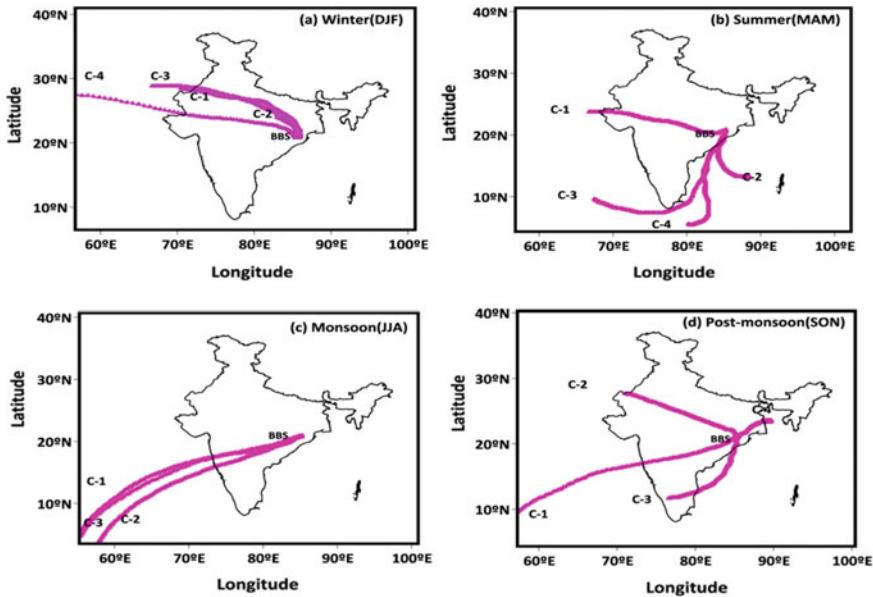 (a) Winter(DJF)
40ºN
30ºN
20ºN
10ºN
Latitude
C-4
C-3
C-1
C-2
BBS
60ºE
70ºE
80ºE
90ºE
100ºE
Longitude
(b) Summer(MAM)
40ºN
30ºN
20ºN
10ºN
Latitude
C-1
BBS
C-2
C-3
C-4
60ºE
70ºE
80ºE
90ºE
100ºE
Longitude
(c) Monsoon(JJA)
40ºN
30ºN
20ºN
10ºN
Latitude
BBS
C-1
C-3
C-2
60ºE
70ºE
80ºE
90ºE
100ºE
Longitude
(d) Post-monsoon(SON)
40ºN
30ºN
20ºN
10ºN
Latitude
C-2
C-4
BBS
C-3
C-1
60ºE
70ºE
80ºE
90ºE
100ºE
Longitude